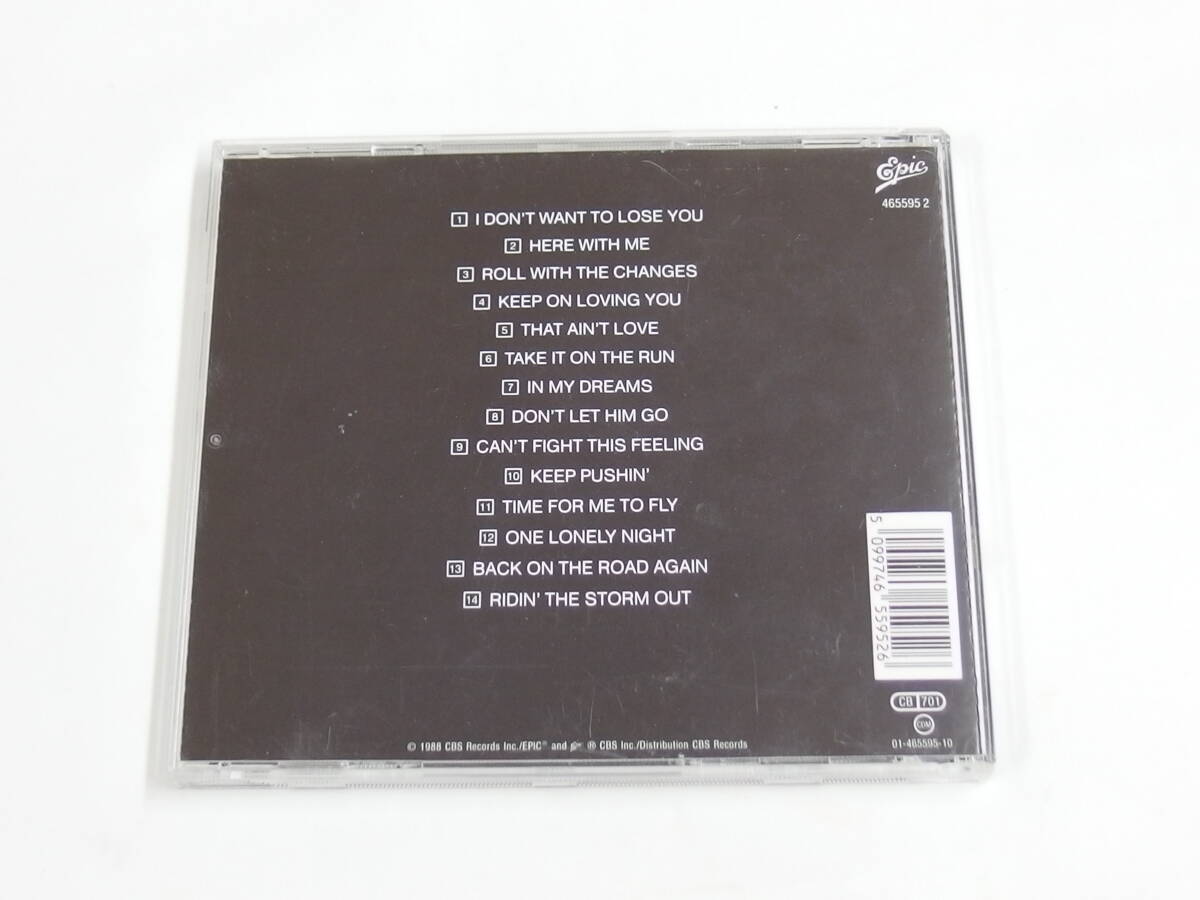 Epic
465595 2
1 I DON'T WANT TO LOSE YOU
2 HERE WITH ME
3 ROLL WITH THE CHANGES
4 KEEP ON LOVING YOU
5 THAT AIN'T LOVE
6 TAKE IT ON THE RUN
7 IN MY DREAMS
8 DON'T LET HIM GO
9 CAN'T FIGHT THIS FEELING
10 KEEP PUSHIN'
11 TIME FOR ME TO FLY
12 ONE LONELY NIGHT
13 BACK ON THE ROAD AGAIN
14 RIDIN' THE STORM OUT
5 099746 559526
CB 701
CDM
01-465595-10
© 1988 CBS Records Inc./EPIC® and Epic ® CBS Inc./Distribution CBS Records